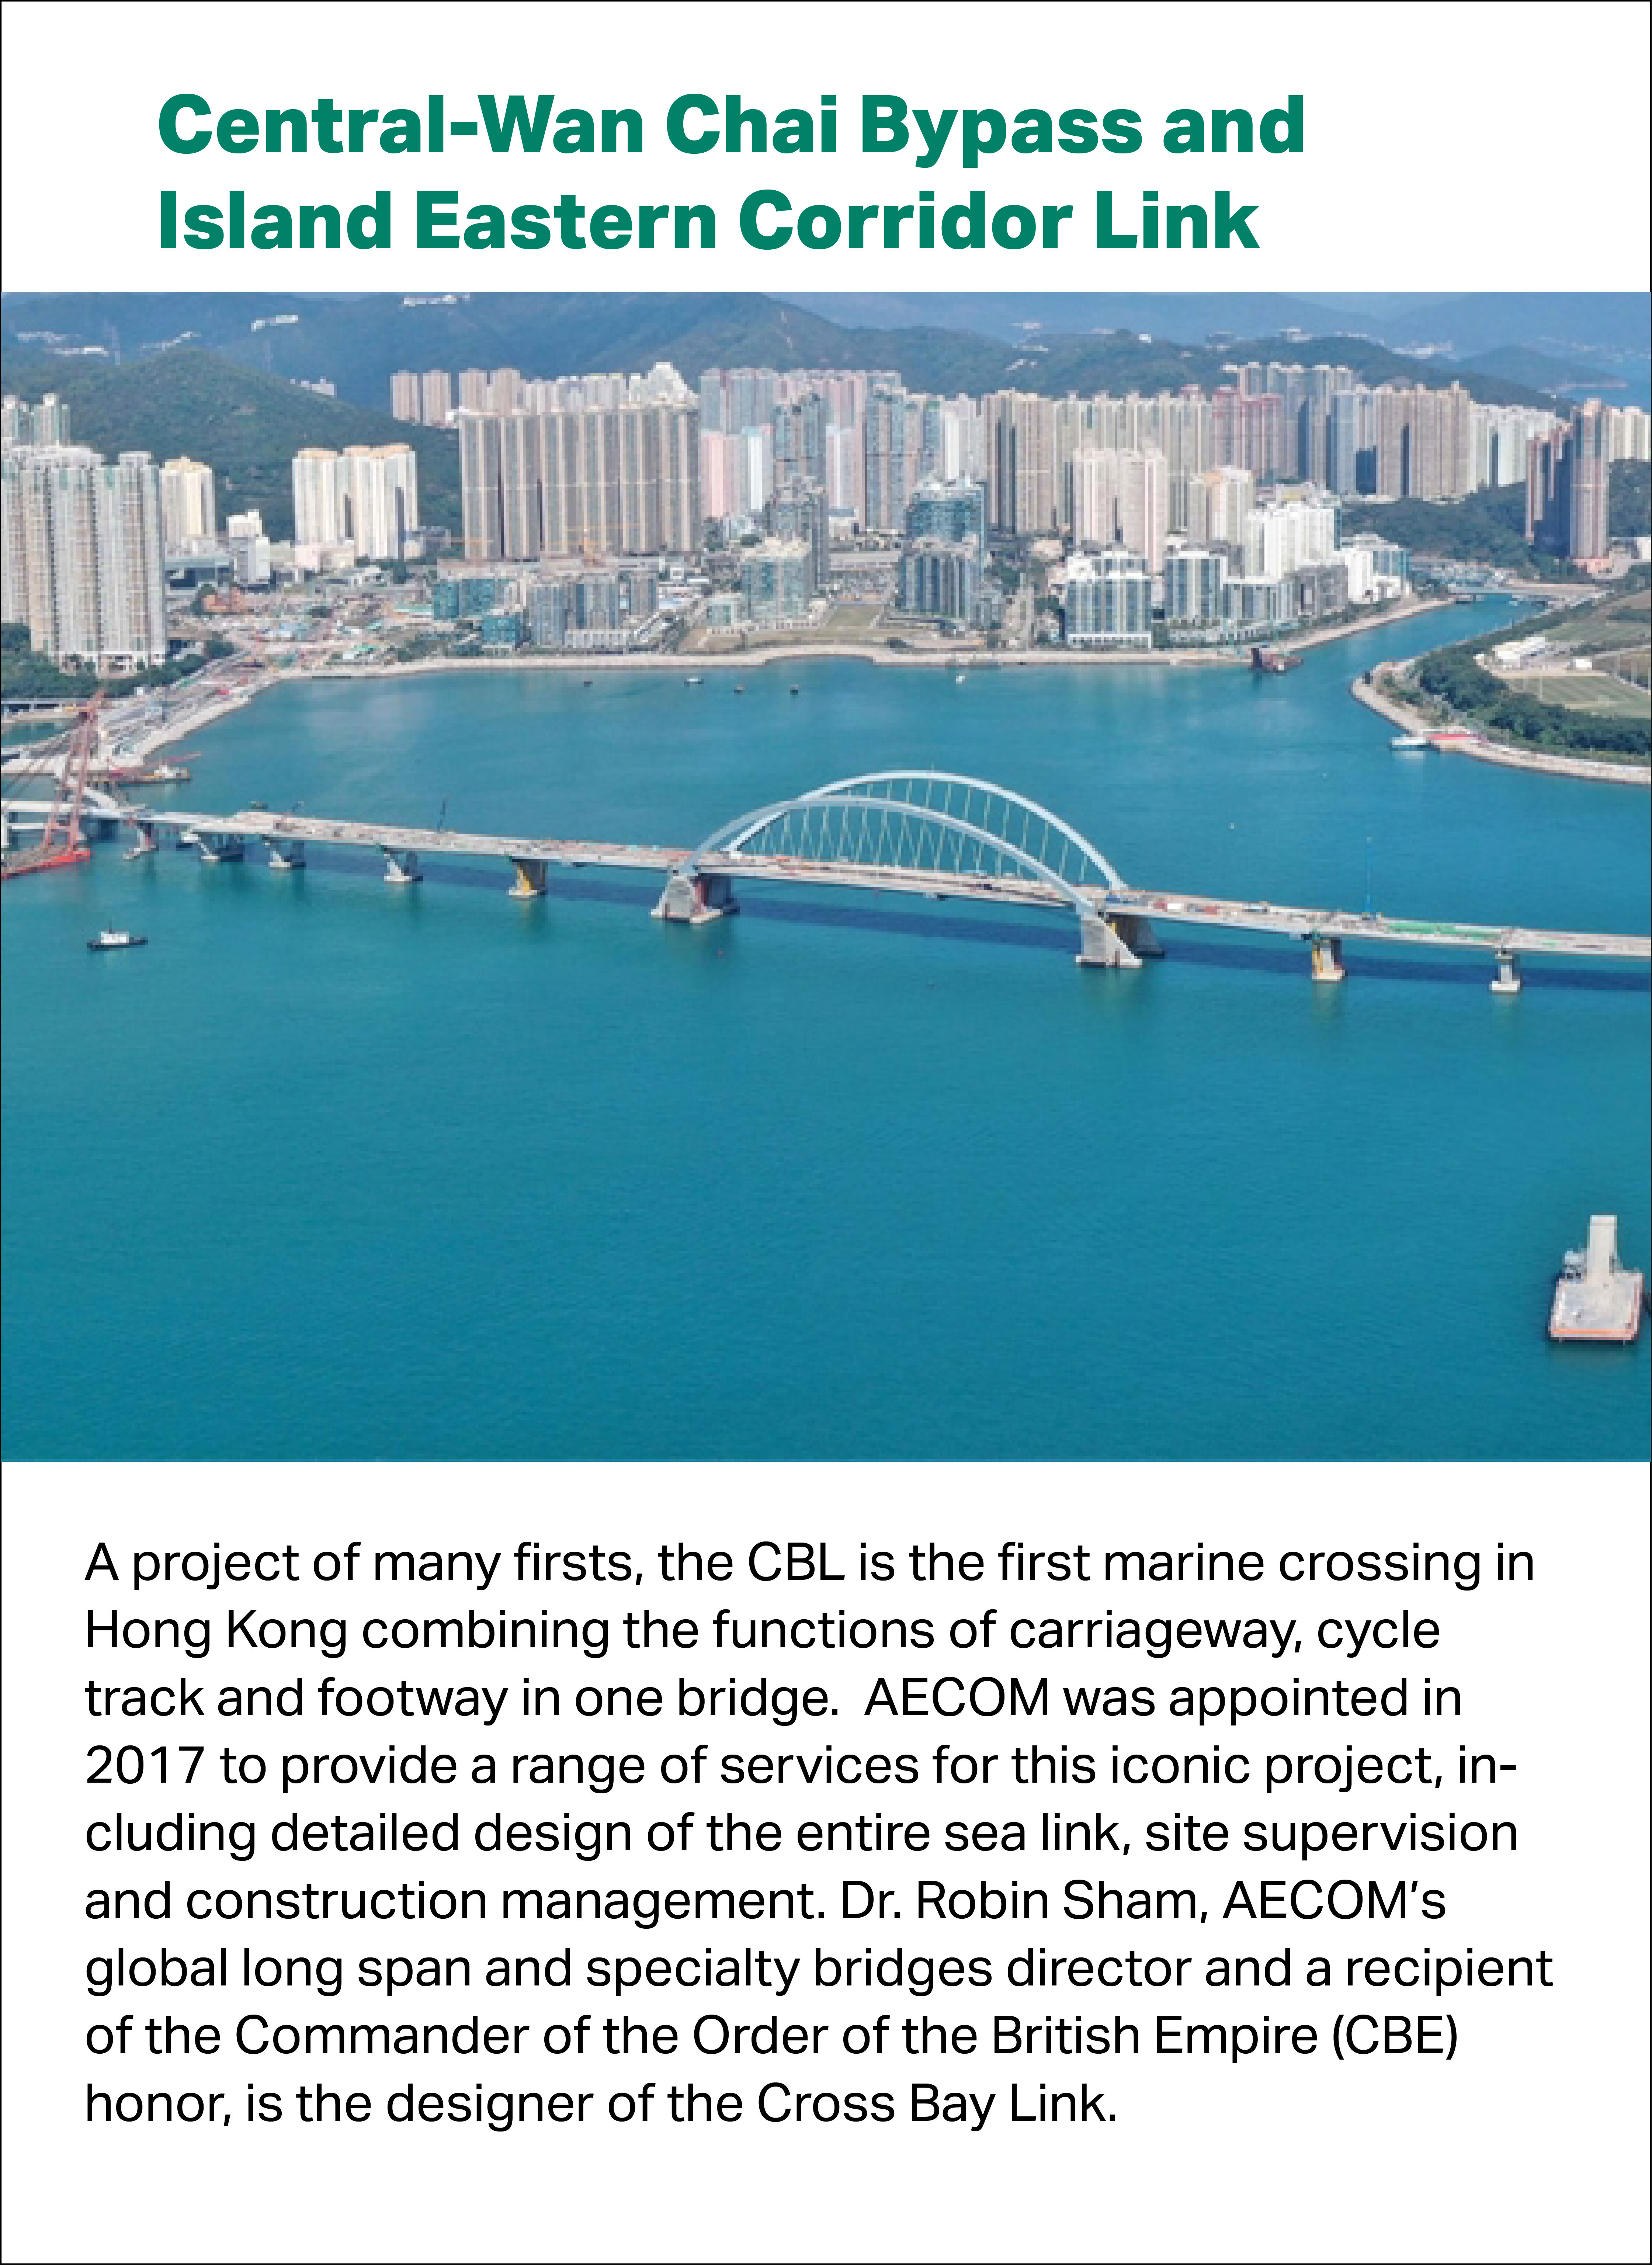 Central-Wan Chai Bypass and
Island Eastern Corridor Link
A project of many firsts, the CBL is the first marine crossing in
Hong Kong combining the functions of carriageway, cycle
track and footway in one bridge.  AECOM was appointed in
2017 to provide a range of services for this iconic project, in-
cluding detailed design of the entire sea link, site supervision
and construction management. Dr. Robin Sham, AECOM’s
global long span and specialty bridges director and a recipient
of the Commander of the Order of the British Empire (CBE)
honor, is the designer of the Cross Bay Link.